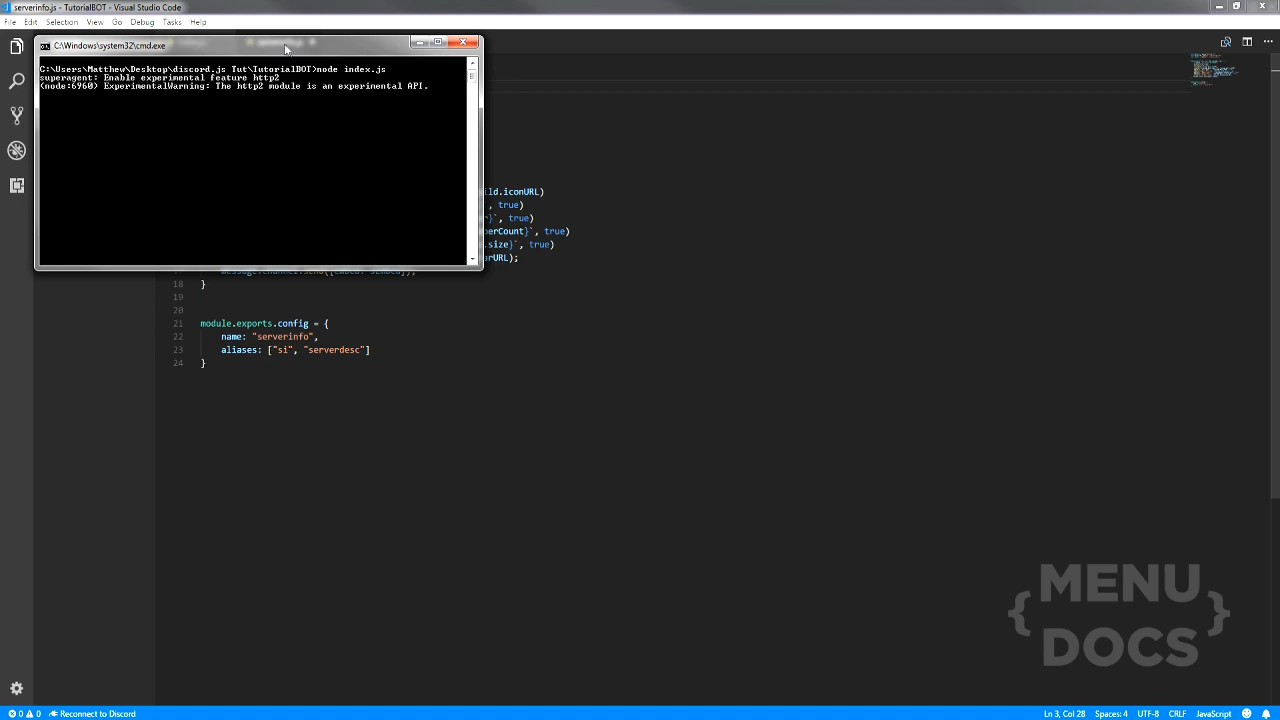 serverinfo.js - TutorialBOT - Visual Studio Code
File Edit Selection View Go Debug Tasks Help
C:\Windows\system32\cmd.exe
C:\Users\Matthew\Desktop\discord.js Tut\TutorialBOT>node index.js
superagent: Enable experimental feature http2
(node:6960) ExperimentalWarning: The http2 module is an experimental API.
ild.iconURL)
`, true)
}`, true)
perCount}`, true)
.size}`, true)
arURL);
18 }
19
20
21 module.exports.config = {
22 name: "serverinfo",
23 aliases: ["si", "serverdesc"]
24 }
{ MENU DOCS }
0 0 Reconnect to Discord
Ln 3, Col 28 Spaces: 4 UTF-8 CRLF JavaScript